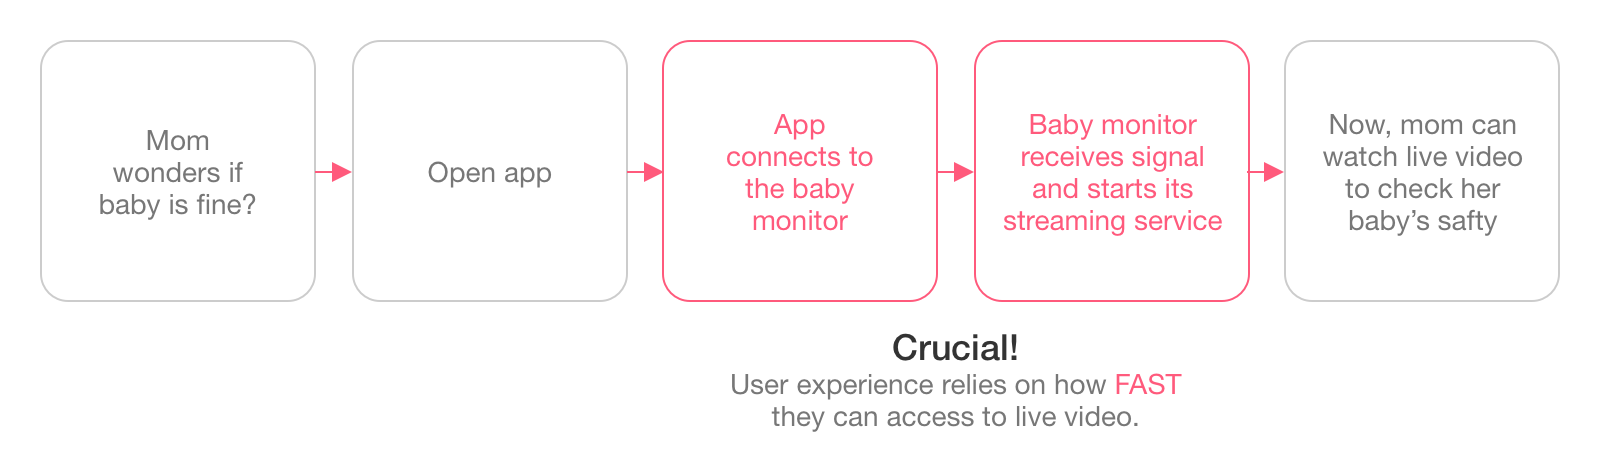 Mom
wonders if
baby is fine?
Open app
App
connects to
the baby
monitor
Baby monitor
receives signal
and starts its
streaming service
Now, mom can
watch live video
to check her
baby’s safty
Crucial!
User experience relies on how FAST
they can access to live video.